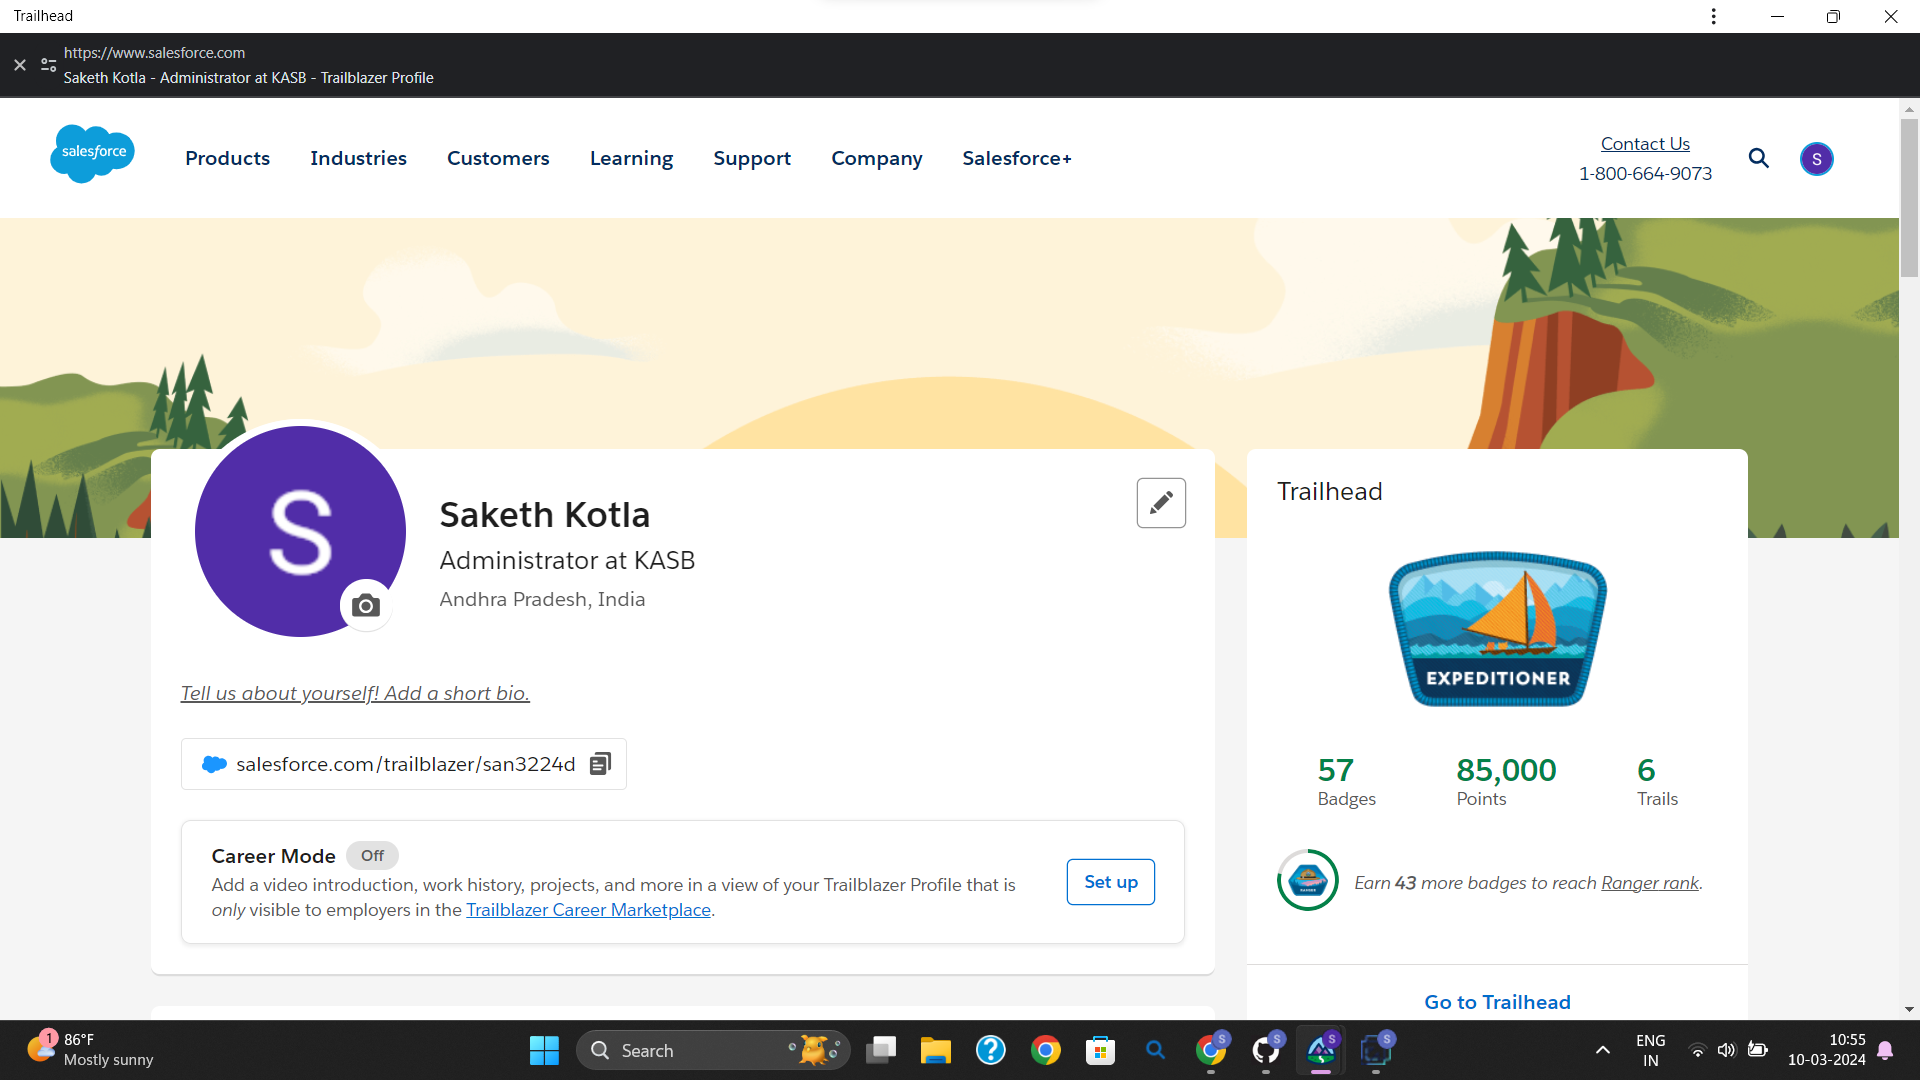 Trailhead
https://www.salesforce.com
Saketh Kotla - Administrator at KASB - Trailblazer Profile
salesforce
Products Industries Customers Learning Support Company Salesforce+
Contact Us
1-800-664-9073
S
S
Saketh Kotla
Administrator at KASB
Andhra Pradesh, India
Tell us about yourself! Add a short bio.
salesforce.com/trailblazer/san3224d
Career Mode Off
Add a video introduction, work history, projects, and more in a view of your Trailblazer Profile that is
only visible to employers in the Trailblazer Career Marketplace.
Set up
Trailhead
EXPEDITIONER
57 85,000 6
Badges Points Trails
Earn 43 more badges to reach Ranger rank.
Go to Trailhead
1
86°F
Mostly sunny
Search
S
S
S
S
ENG
IN
10:55
10-03-2024